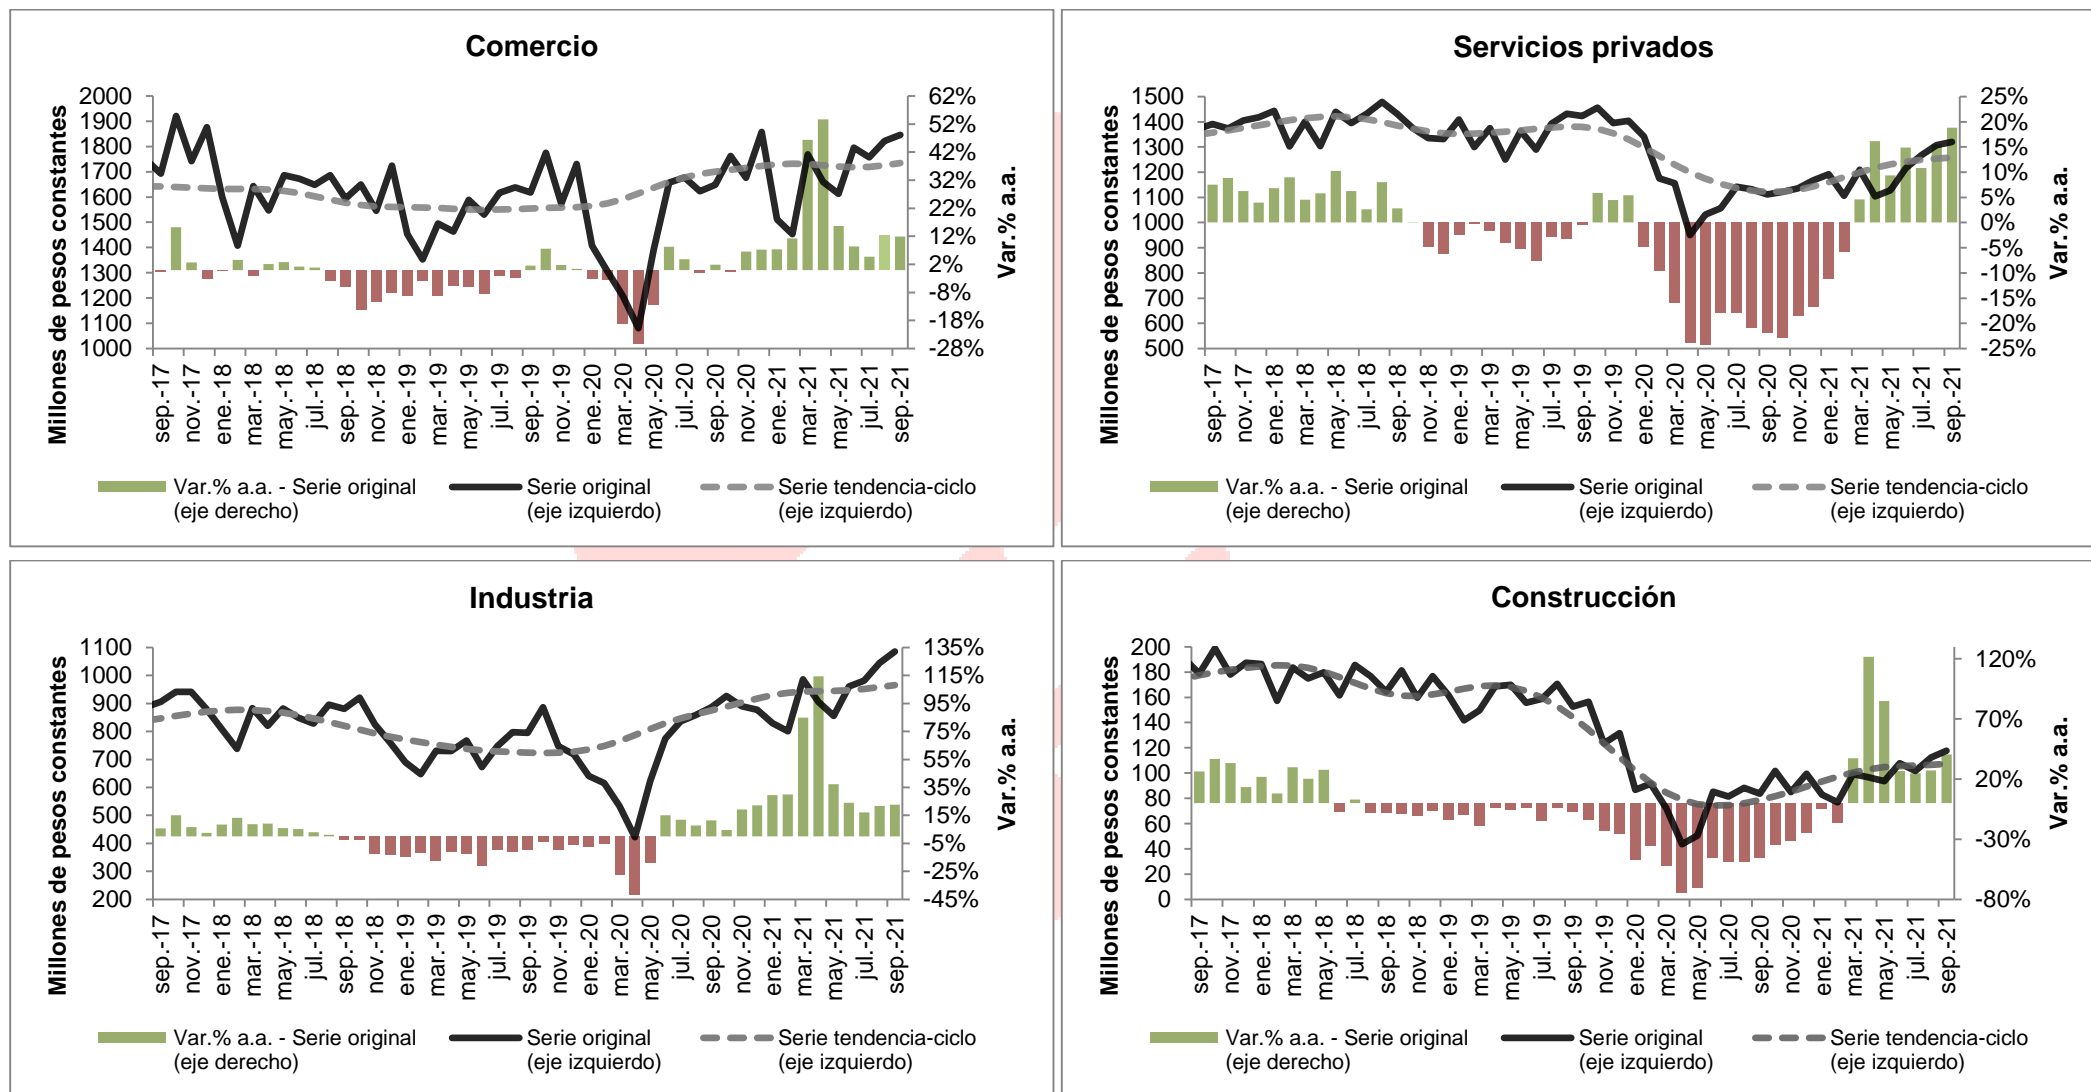 Comercio
Millones de pesos constantes
2000
1900
1800
1700
1600
1500
1400
1300
1200
1100
1000
62%
52%
42%
32%
22%
12%
2%
-8%
-18%
-28%
Var.% a.a.
sep.-17
nov.-17
ene.-18
mar.-18
may.-18
jul.-18
sep.-18
nov.-18
ene.-19
mar.-19
may.-19
jul.-19
sep.-19
nov.-19
ene.-20
mar.-20
may.-20
jul.-20
sep.-20
nov.-20
ene.-21
mar.-21
may.-21
jul.-21
sep.-21
Var.% a.a. - Serie original
(eje derecho)
Serie original
(eje izquierdo)
Serie tendencia-ciclo
(eje izquierdo)
Servicios privados
Millones de pesos constantes
1500
1400
1300
1200
1100
1000
900
800
700
600
500
25%
20%
15%
10%
5%
0%
-5%
-10%
-15%
-20%
-25%
Var.% a.a.
sep.-17
nov.-17
ene.-18
mar.-18
may.-18
jul.-18
sep.-18
nov.-18
ene.-19
mar.-19
may.-19
jul.-19
sep.-19
nov.-19
ene.-20
mar.-20
may.-20
jul.-20
sep.-20
nov.-20
ene.-21
mar.-21
may.-21
jul.-21
sep.-21
Var.% a.a. - Serie original
(eje derecho)
Serie original
(eje izquierdo)
Serie tendencia-ciclo
(eje izquierdo)
Industria
Millones de pesos constantes
1100
1000
900
800
700
600
500
400
300
200
135%
115%
95%
75%
55%
35%
15%
-5%
-25%
-45%
Var.% a.a.
sep.-17
nov.-17
ene.-18
mar.-18
may.-18
jul.-18
sep.-18
nov.-18
ene.-19
mar.-19
may.-19
jul.-19
sep.-19
nov.-19
ene.-20
mar.-20
may.-20
jul.-20
sep.-20
nov.-20
ene.-21
mar.-21
may.-21
jul.-21
sep.-21
Var.% a.a. - Serie original
(eje derecho)
Serie original
(eje izquierdo)
Serie tendencia-ciclo
(eje izquierdo)
Construcción
Millones de pesos constantes
200
180
160
140
120
100
80
60
40
20
0
120%
70%
20%
-30%
-80%
Var.% a.a.
sep.-17
nov.-17
ene.-18
mar.-18
may.-18
jul.-18
sep.-18
nov.-18
ene.-19
mar.-19
may.-19
jul.-19
sep.-19
nov.-19
ene.-20
mar.-20
may.-20
jul.-20
sep.-20
nov.-20
ene.-21
mar.-21
may.-21
jul.-21
sep.-21
Var.% a.a. - Serie original
(eje derecho)
Serie original
(eje izquierdo)
Serie tendencia-ciclo
(eje izquierdo)